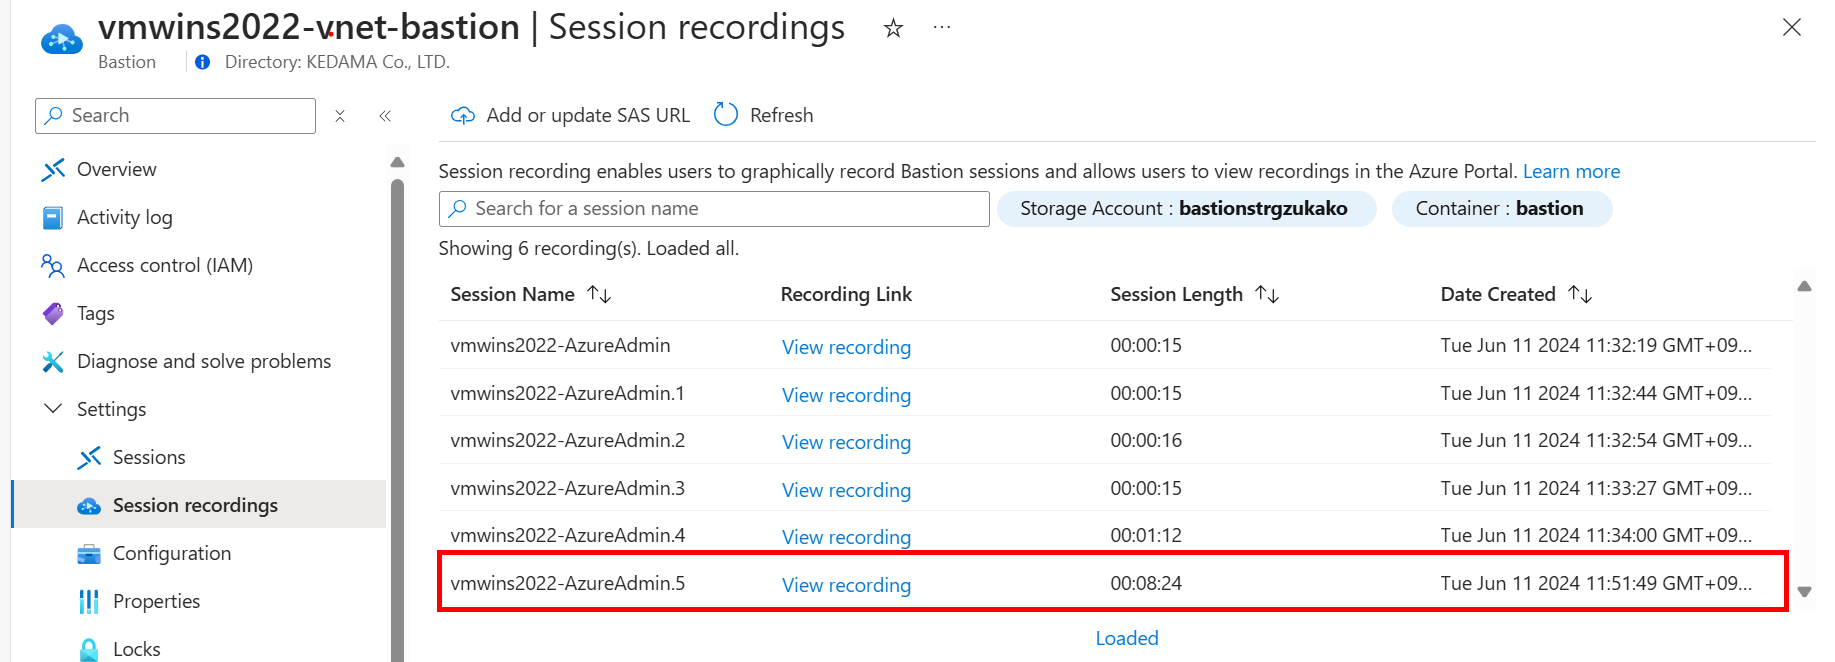 vmwins2022-vnet-bastion | Session recordings
Bastion
Directory: KEDAMA Co., LTD.
Search
Overview
Activity log
Access control (IAM)
Tags
Diagnose and solve problems
Settings
Sessions
Session recordings
Configuration
Properties
Locks
Add or update SAS URL
Refresh
Session recording enables users to graphically record Bastion sessions and allows users to view recordings in the Azure Portal. Learn more
Search for a session name
Storage Account : bastionstrgzukako
Container : bastion
Showing 6 recording(s). Loaded all.
Session Name Recording Link Session Length Date Created
vmwins2022-AzureAdmin View recording 00:00:15 Tue Jun 11 2024 11:32:19 GMT+09...
vmwins2022-AzureAdmin.1 View recording 00:00:15 Tue Jun 11 2024 11:32:44 GMT+09...
vmwins2022-AzureAdmin.2 View recording 00:00:16 Tue Jun 11 2024 11:32:54 GMT+09...
vmwins2022-AzureAdmin.3 View recording 00:00:15 Tue Jun 11 2024 11:33:27 GMT+09...
vmwins2022-AzureAdmin.4 View recording 00:01:12 Tue Jun 11 2024 11:34:00 GMT+09...
vmwins2022-AzureAdmin.5 View recording 00:08:24 Tue Jun 11 2024 11:51:49 GMT+09...
Loaded